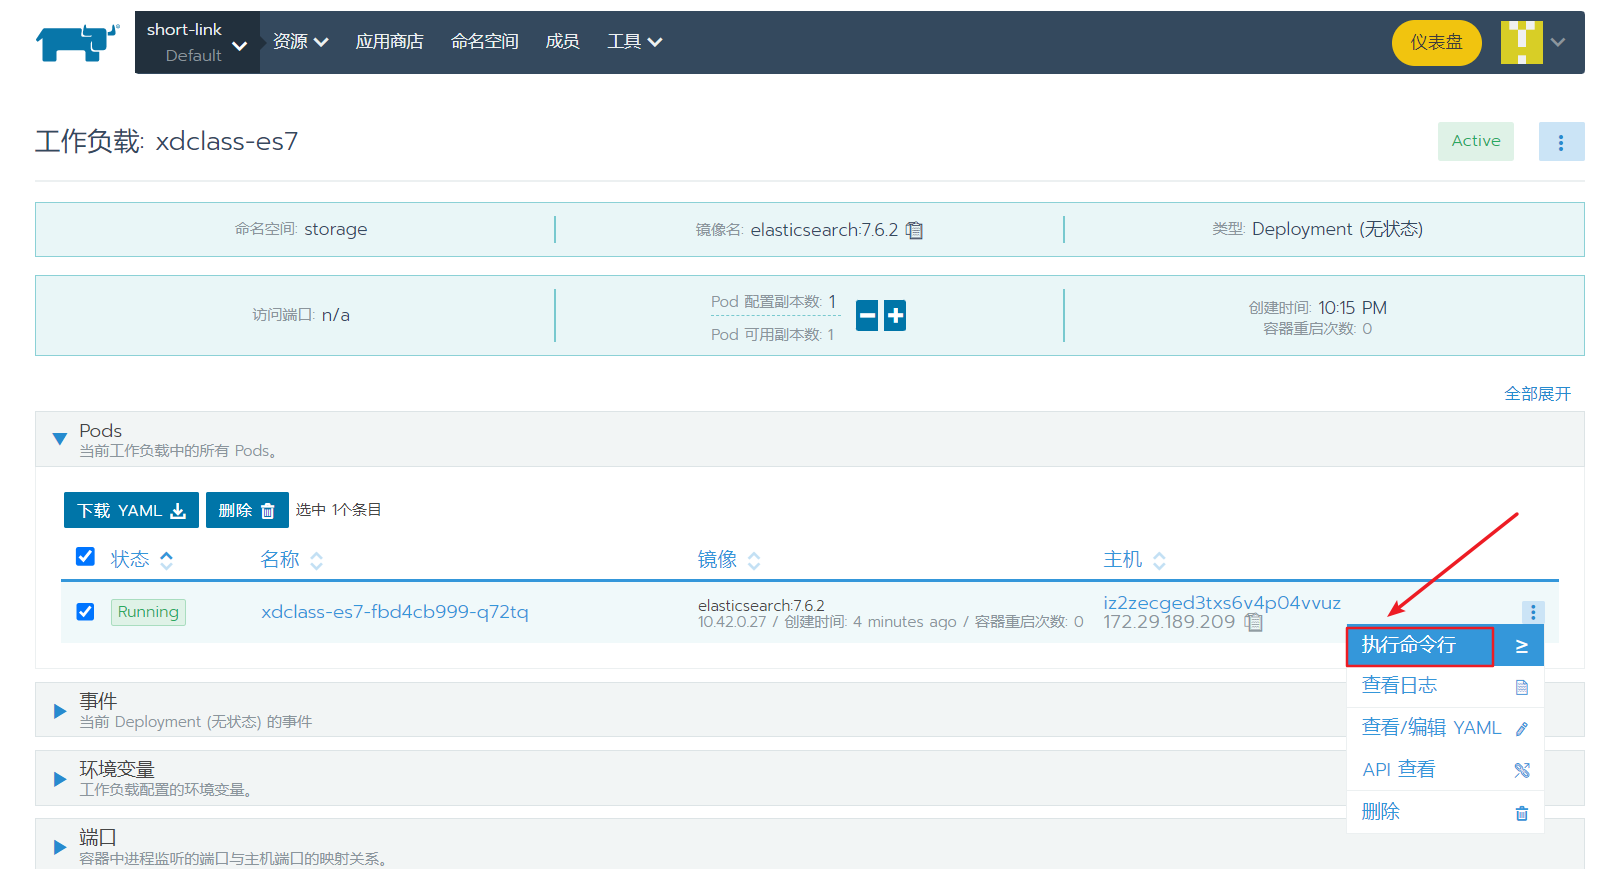 short-link
Default
资源 应用商店 命名空间 成员 工具
仪表盘
工作负载: xdclass-es7
Active
命名空间: storage
镜像名: elasticsearch:7.6.2
类型: Deployment (无状态)
访问端口: n/a
Pod 配置副本数: 1
Pod 可用副本数: 1
创建时间: 10:15 PM
容器重启次数: 0
全部展开
Pods
当前工作负载中的所有 Pods。
下载 YAML 删除 选中 1个条目
状态 名称 镜像 主机
Running xdclass-es7-fbd4cb999-q72tq
elasticsearch:7.6.2
10.42.0.27 / 创建时间: 4 minutes ago / 容器重启次数: 0
iz2zecged3txs6v4p04vvuz
172.29.189.209
执行命令行
查看日志
查看/编辑 YAML
API 查看
删除
事件
当前 Deployment (无状态) 的事件
环境变量
工作负载配置的环境变量。
端口
容器中进程监听的端口与主机端口的映射关系。